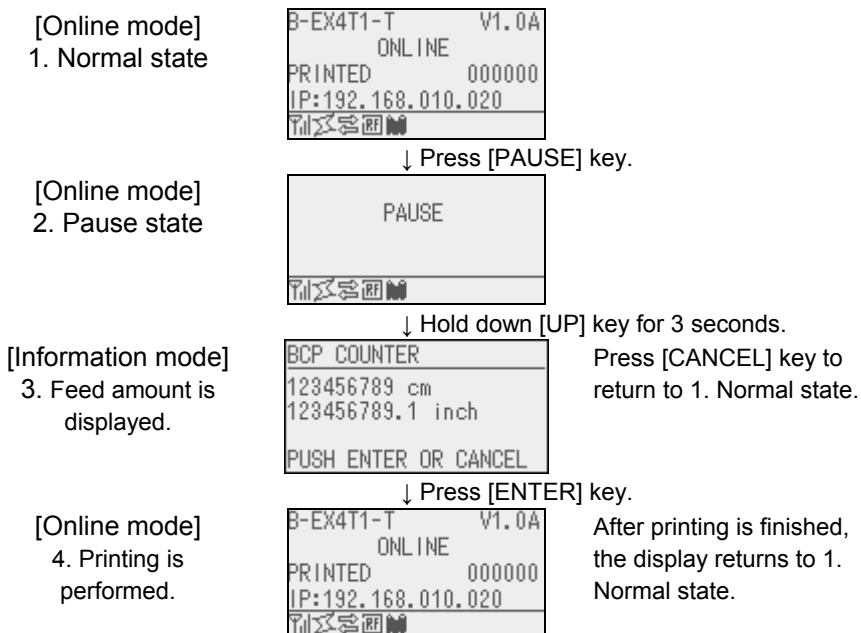 [Online mode]
1. Normal state
B-EX4T1-T V1.0A
ONLINE
PRINTED 000000
IP:192.168.010.020
RF
↓ Press [PAUSE] key.
[Online mode]
2. Pause state
PAUSE
RF
↓ Hold down [UP] key for 3 seconds.
[Information mode]
3. Feed amount is
displayed.
BCP COUNTER
123456789 cm
123456789.1 inch
PUSH ENTER OR CANCEL
Press [CANCEL] key to
return to 1. Normal state.
↓ Press [ENTER] key.
[Online mode]
4. Printing is
performed.
B-EX4T1-T V1.0A
ONLINE
PRINTED 000000
IP:192.168.010.020
RF
After printing is finished,
the display returns to 1.
Normal state.